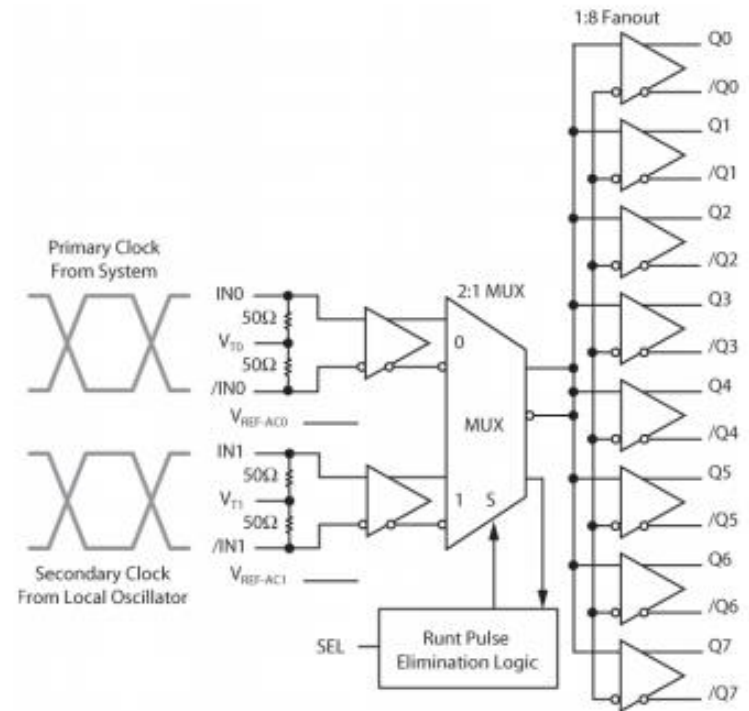 1:8 Fanout
Q0
/Q0
Q1
/Q1
Q2
/Q2
Q3
/Q3
Q4
/Q4
Q5
/Q5
Q6
/Q6
Q7
/Q7
Primary Clock
From System
IN0
50Ω
VT0
50Ω
/IN0
VREF-AC0
IN1
50Ω
VT1
50Ω
/IN1
VREF-AC1
Secondary Clock
From Local Oscillator
2:1 MUX
0
MUX
1 S
SEL
Runt Pulse
Elimination Logic